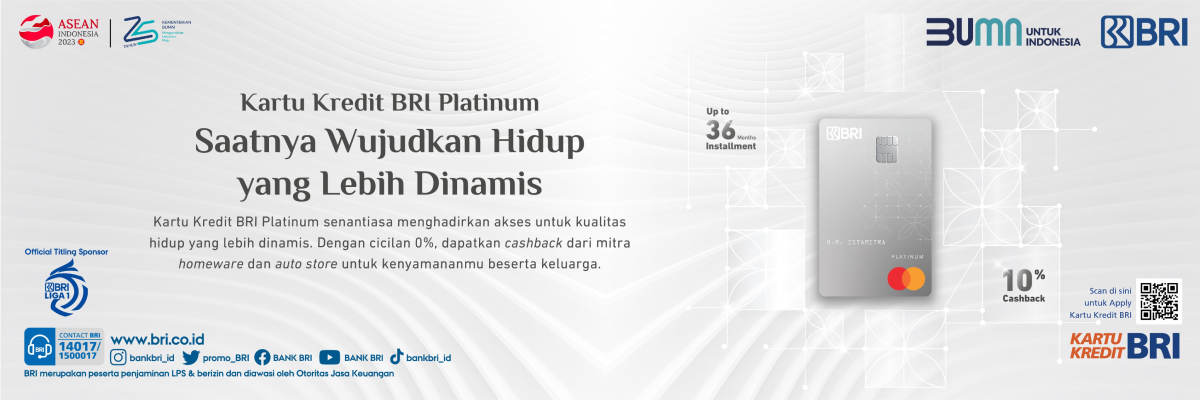 ASEAN
INDONESIA
2023
25
TAHUN
KEMENTERIAN
BUMN
BUMN UNTUK
INDONESIA
BRI
Kartu Kredit BRI Platinum
Saatnya Wujudkan Hidup
yang Lebih Dinamis
Kartu Kredit BRI Platinum senantiasa menghadirkan akses untuk kualitas
hidup yang lebih dinamis. Dengan cicilan 0%, dapatkan cashback dari mitra
homeware dan auto store untuk kenyamananmu beserta keluarga.
Up to
36 Months
Installment
BRI
PLATINUM
10%
Cashback
Official Titling Sponsor
BRI
LIGA 1
CONTACT BRI
14017/
1500017
www.bri.co.id
bankbri_id promo_BRI BANK BRI BANK BRI bankbri_id
BRI merupakan peserta penjaminan LPS & berizin dan diawasi oleh Otoritas Jasa Keuangan
Scan di sini
untuk Apply
Kartu Kredit BRI
KARTU
KREDIT BRI